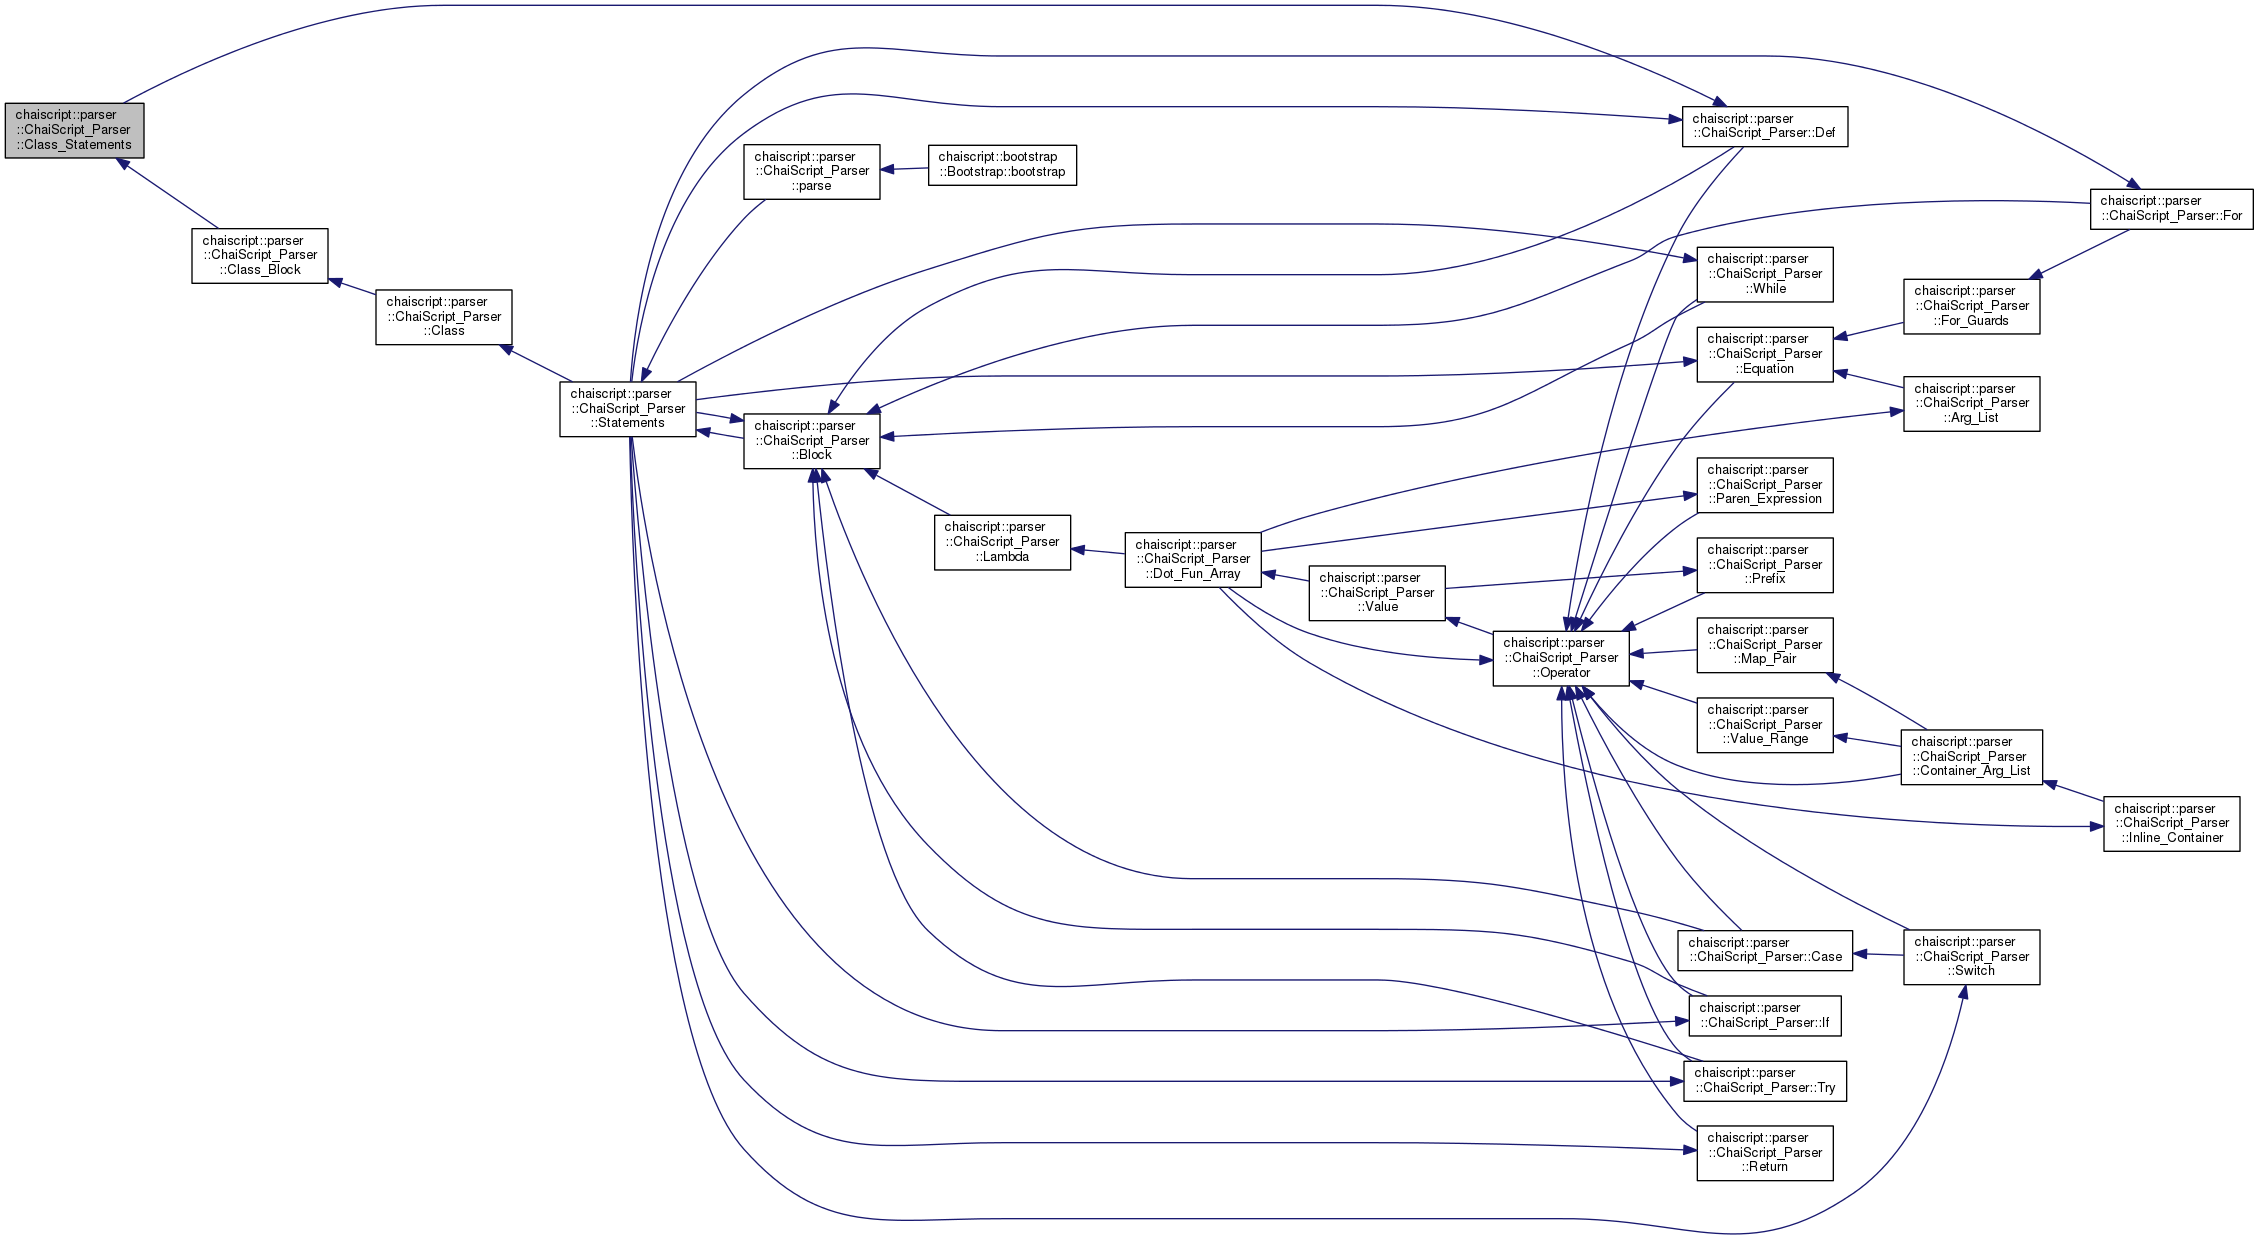 chaiscript::parser
::ChaiScript_Parser
::Class_Statements
chaiscript::parser
::ChaiScript_Parser
::Class_Block
chaiscript::parser
::ChaiScript_Parser
::Class
chaiscript::parser
::ChaiScript_Parser
::Statements
chaiscript::parser
::ChaiScript_Parser
::parse
chaiscript::bootstrap
::Bootstrap::bootstrap
chaiscript::parser
::ChaiScript_Parser
::Block
chaiscript::parser
::ChaiScript_Parser
::Lambda
chaiscript::parser
::ChaiScript_Parser
::Dot_Fun_Array
chaiscript::parser
::ChaiScript_Parser
::Value
chaiscript::parser
::ChaiScript_Parser
::Operator
chaiscript::parser
::ChaiScript_Parser::Def
chaiscript::parser
::ChaiScript_Parser
::While
chaiscript::parser
::ChaiScript_Parser
::Equation
chaiscript::parser
::ChaiScript_Parser
::Paren_Expression
chaiscript::parser
::ChaiScript_Parser
::Prefix
chaiscript::parser
::ChaiScript_Parser
::Map_Pair
chaiscript::parser
::ChaiScript_Parser
::Value_Range
chaiscript::parser
::ChaiScript_Parser::Case
chaiscript::parser
::ChaiScript_Parser::If
chaiscript::parser
::ChaiScript_Parser::Try
chaiscript::parser
::ChaiScript_Parser
::Return
chaiscript::parser
::ChaiScript_Parser::For
chaiscript::parser
::ChaiScript_Parser
::For_Guards
chaiscript::parser
::ChaiScript_Parser
::Arg_List
chaiscript::parser
::ChaiScript_Parser
::Container_Arg_List
chaiscript::parser
::ChaiScript_Parser
::Inline_Container
chaiscript::parser
::ChaiScript_Parser
::Switch